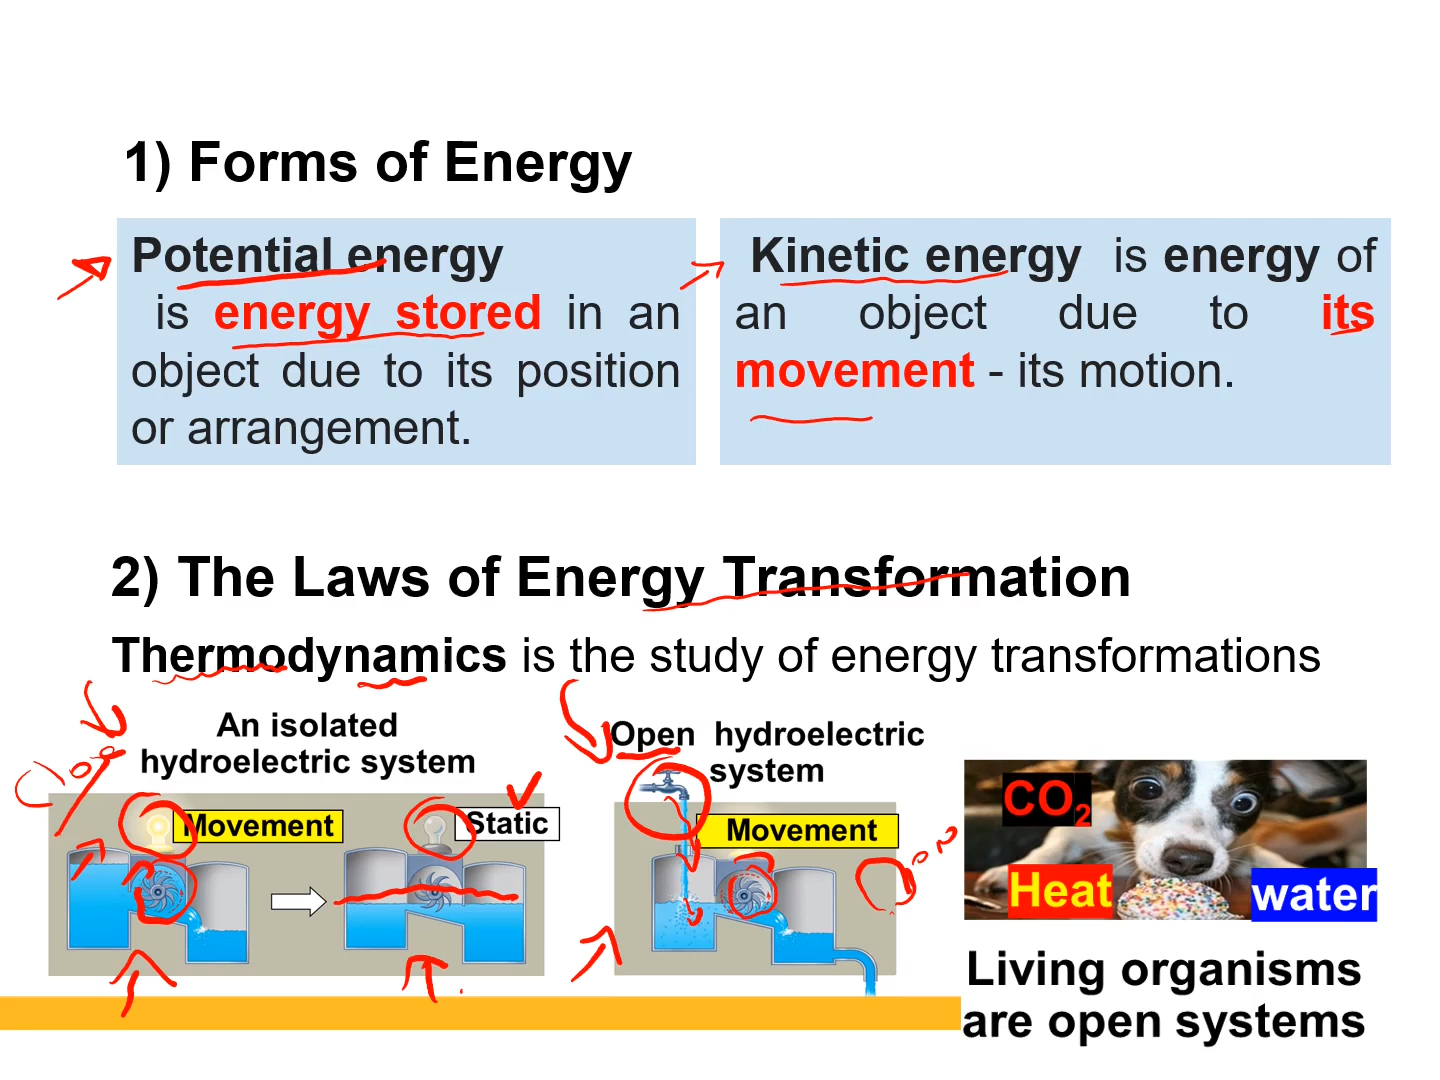 1) Forms of Energy
Potential energy
is energy stored in an
object due to its position
or arrangement.
Kinetic energy is energy of
an object due to its
movement - its motion.
2) The Laws of Energy Transformation
Thermodynamics is the study of energy transformations
An isolated
hydroelectric system
Movement
Static
Open hydroelectric
system
Movement
CO2
Heat
water
Living organisms
are open systems